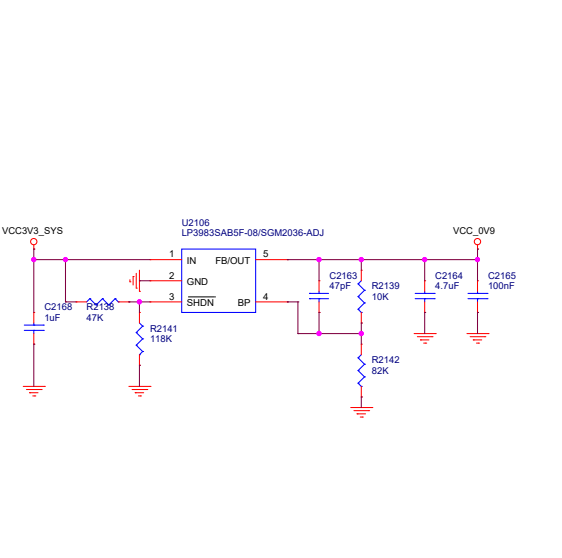 U2106
LP3983SAB5F-08/SGM2036-ADJ
VCC3V3_SYS
VCC_0V9
1
IN
FB/OUT
5
2
GND
3
SHDN
BP
4
C2168
1uF
R2138
47K
R2141
118K
C2163
47pF
R2139
10K
C2164
4.7uF
C2165
100nF
R2142
82K